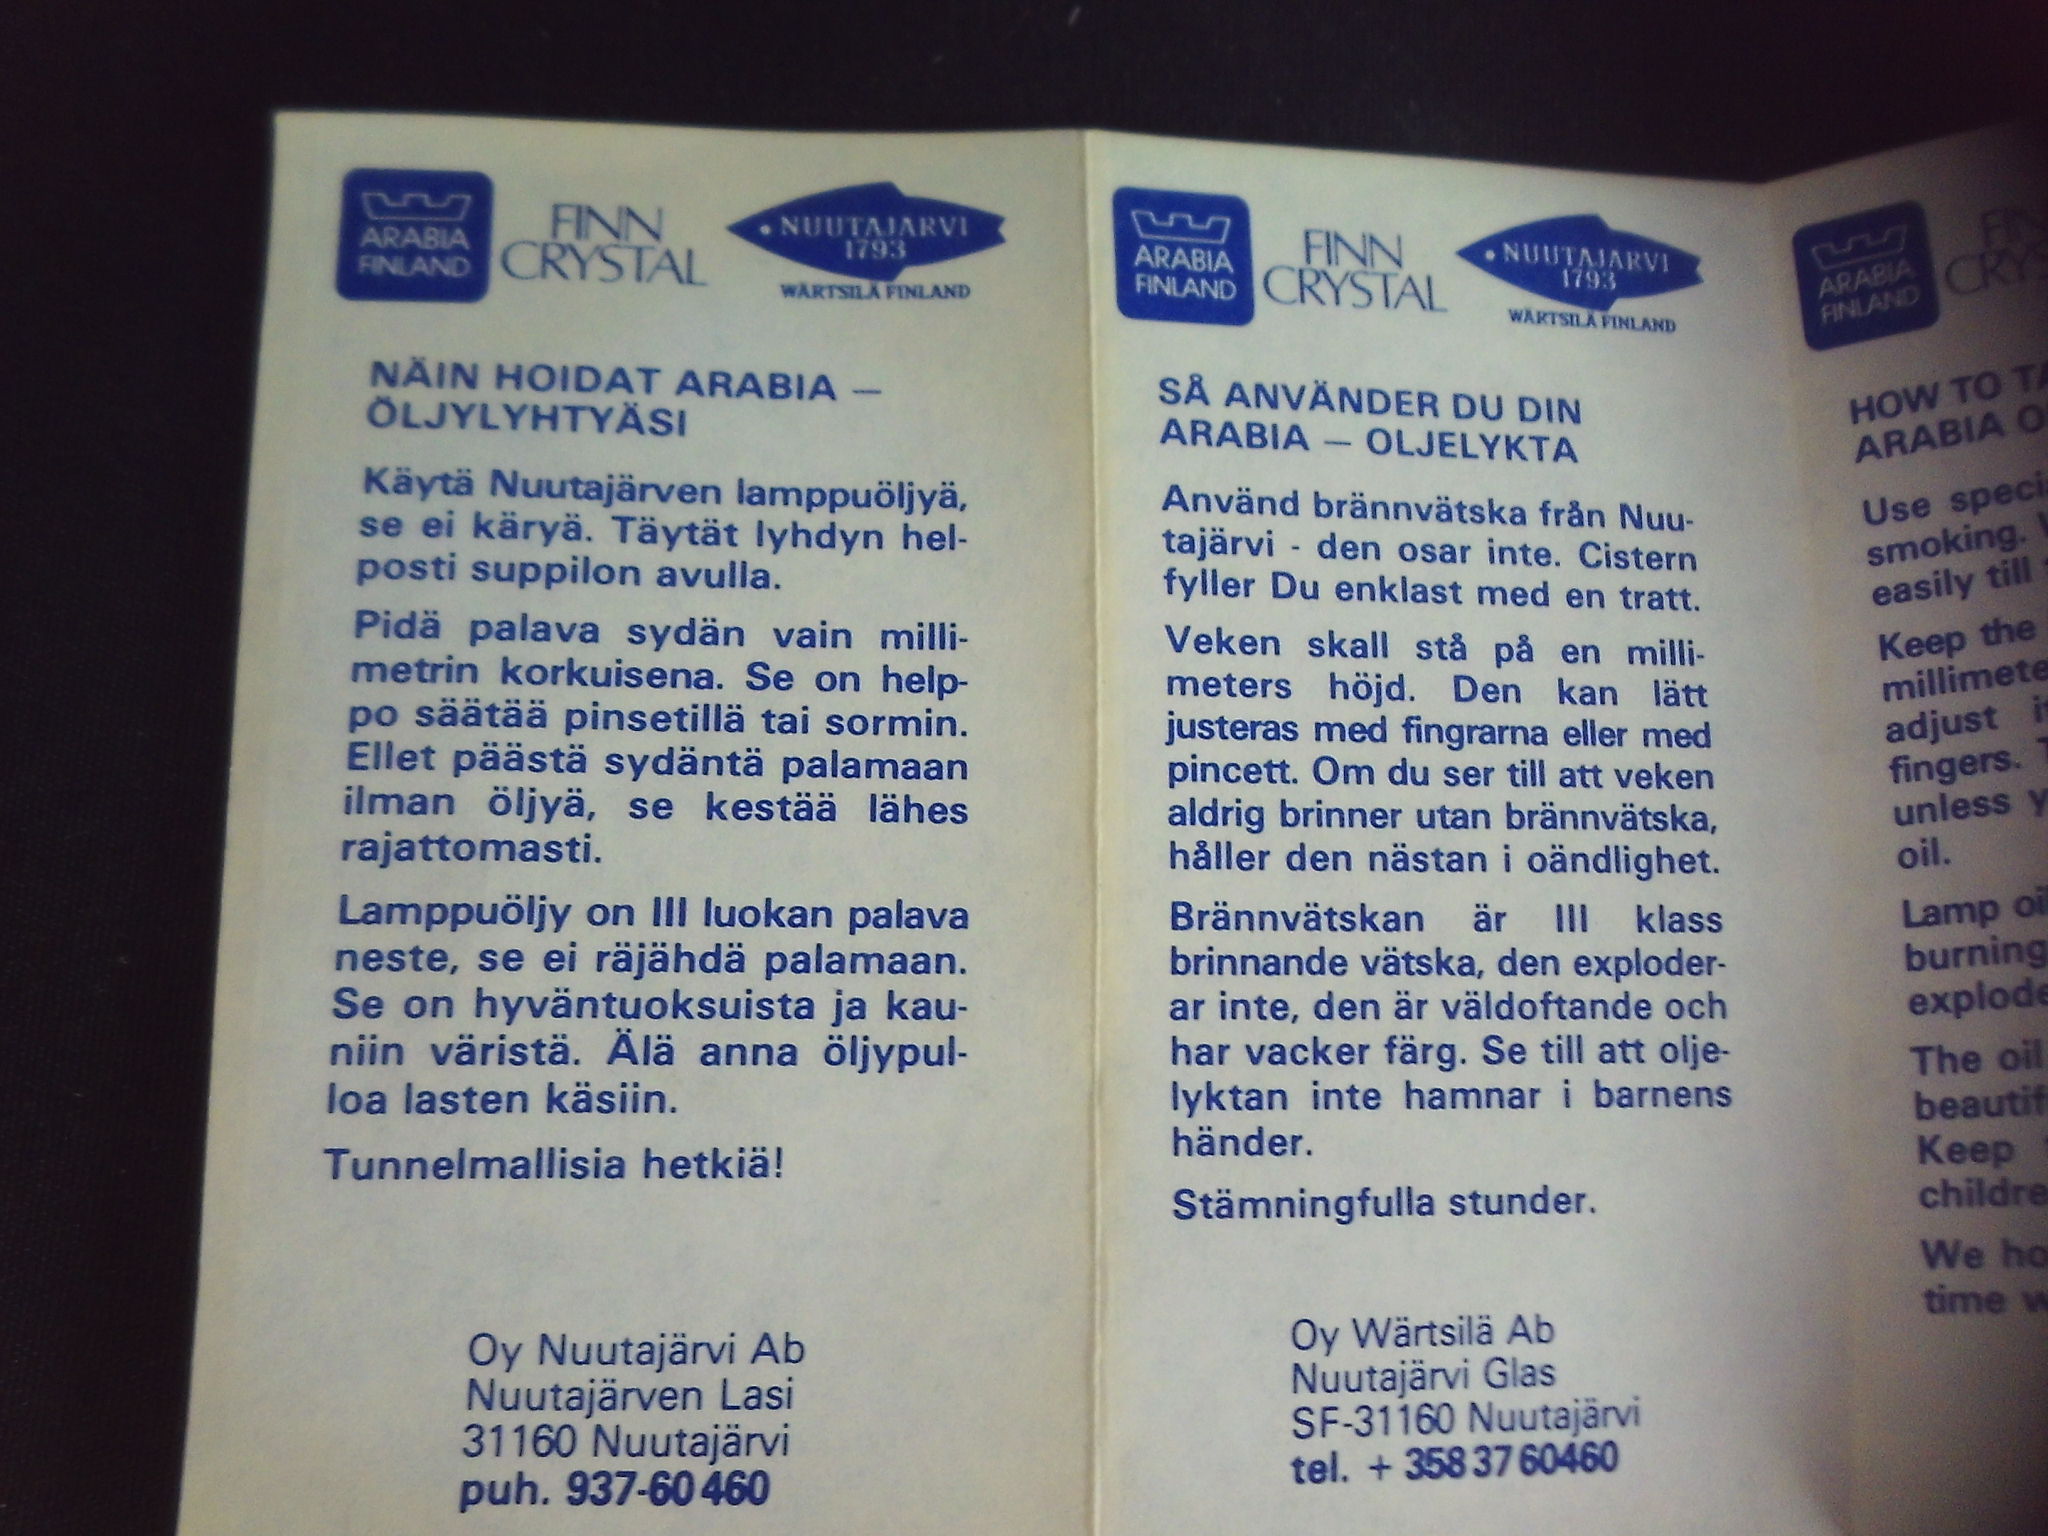 ARABIA
FINLAND
FINN
CRYSTAL
NUUTAJARVI
1793
WÄRTSILÄ FINLAND
NÄIN HOIDAT ARABIA —
ÖLJYLYHTYÄSI
Käytä Nuutajärven lamppuöljyä,
se ei käryä. Täytät lyhdyn hel-
posti suppilon avulla.
Pidä palava sydän vain milli-
metrin korkuisena. Se on help-
po säätää pinsetillä tai sormin.
Ellet päästä sydäntä palamaan
ilman öljyä, se kestää lähes
rajattomasti.
Lamppuöljy on III luokan palava
neste, se ei räjähdä palamaan.
Se on hyväntuoksuista ja kau-
niin väristä. Älä anna öljypul-
loa lasten käsiin.
Tunnelmallisia hetkiä!
Oy Nuutajärvi Ab
Nuutajärven Lasi
31160 Nuutajärvi
puh. 937-60 460
ARABIA
FINLAND
FINN
CRYSTAL
NUUTAJARVI
1793
WÄRTSILÄ FINLAND
SÅ ANVÄNDER DU DIN
ARABIA — OLJELYKTA
Använd brännvätska från Nuu-
tajärvi - den osar inte. Cistern
fyller Du enklast med en tratt.
Veken skall stå på en milli-
meters höjd. Den kan lätt
justeras med fingrarna eller med
pincett. Om du ser till att veken
aldrig brinner utan brännvätska,
håller den nästan i oändlighet.
Brännvätskan är III klass
brinnande vätska, den exploder-
ar inte, den är väldoftande och
har vacker färg. Se till att olje-
lyktan inte hamnar i barnens
händer.
Stämningfulla stunder.
Oy Wärtsilä Ab
Nuutajärvi Glas
SF-31160 Nuutajärvi
tel. + 358 37 60460
ARABIA
FINLAND
HOW TO
ARABIA
Use
smoking.
easily till
Keep the
adjust
fingers.
unless
oil.
Lamp
burning
The oil
Keep
We
time